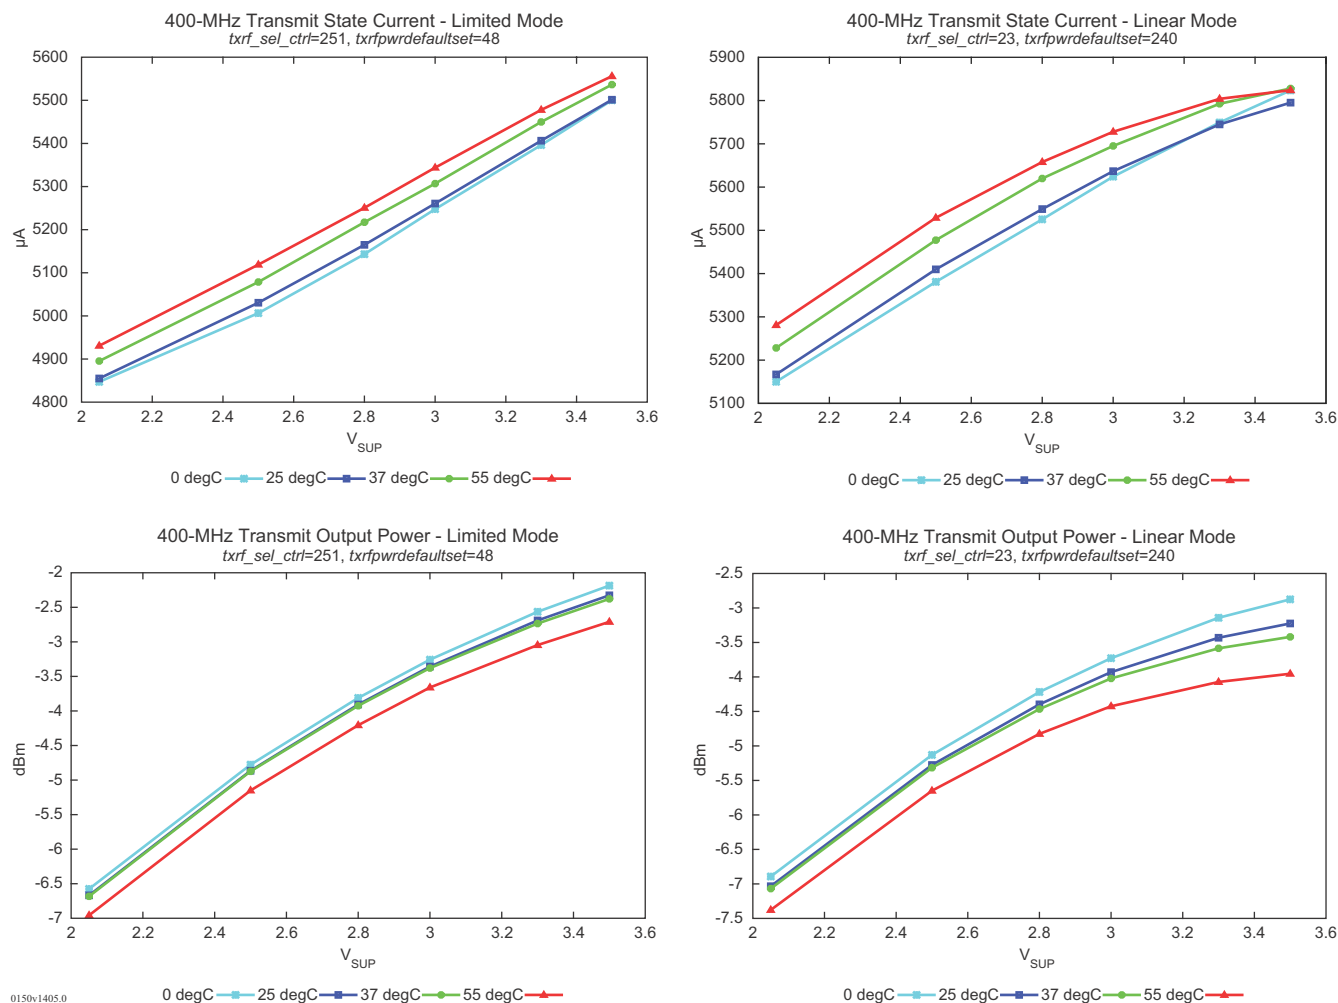 400-MHz Transmit State Current - Limited Mode
txrf_sel_ctrl=251, txrfpwrdefaultset=48
5600
5500
5400
5300
5200
5100
5000
4900
4800
µA
2 2.2 2.4 2.6 2.8 3 3.2 3.4 3.6
VSUP
0 degC 25 degC 37 degC 55 degC
400-MHz Transmit State Current - Linear Mode
txrf_sel_ctrl=23, txrfpwrdefaultset=240
5900
5800
5700
5600
5500
5400
5300
5200
5100
µA
2 2.2 2.4 2.6 2.8 3 3.2 3.4 3.6
VSUP
0 degC 25 degC 37 degC 55 degC
400-MHz Transmit Output Power - Limited Mode
txrf_sel_ctrl=251, txrfpwrdefaultset=48
-2
-2.5
-3
-3.5
-4
-4.5
-5
-5.5
-6
-6.5
-7
dBm
2 2.2 2.4 2.6 2.8 3 3.2 3.4 3.6
VSUP
0 degC 25 degC 37 degC 55 degC
400-MHz Transmit Output Power - Linear Mode
txrf_sel_ctrl=23, txrfpwrdefaultset=240
-2.5
-3
-3.5
-4
-4.5
-5
-5.5
-6
-6.5
-7
-7.5
dBm
2 2.2 2.4 2.6 2.8 3 3.2 3.4 3.6
VSUP
0 degC 25 degC 37 degC 55 degC
0150v1405.0